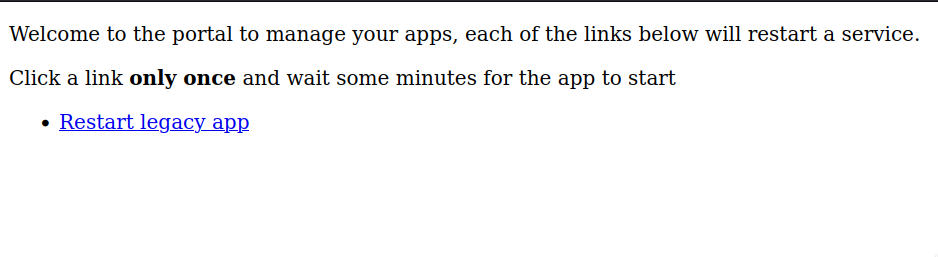 Welcome to the portal to manage your apps, each of the links below will restart a service.
Click a link only once and wait some minutes for the app to start
• Restart legacy app